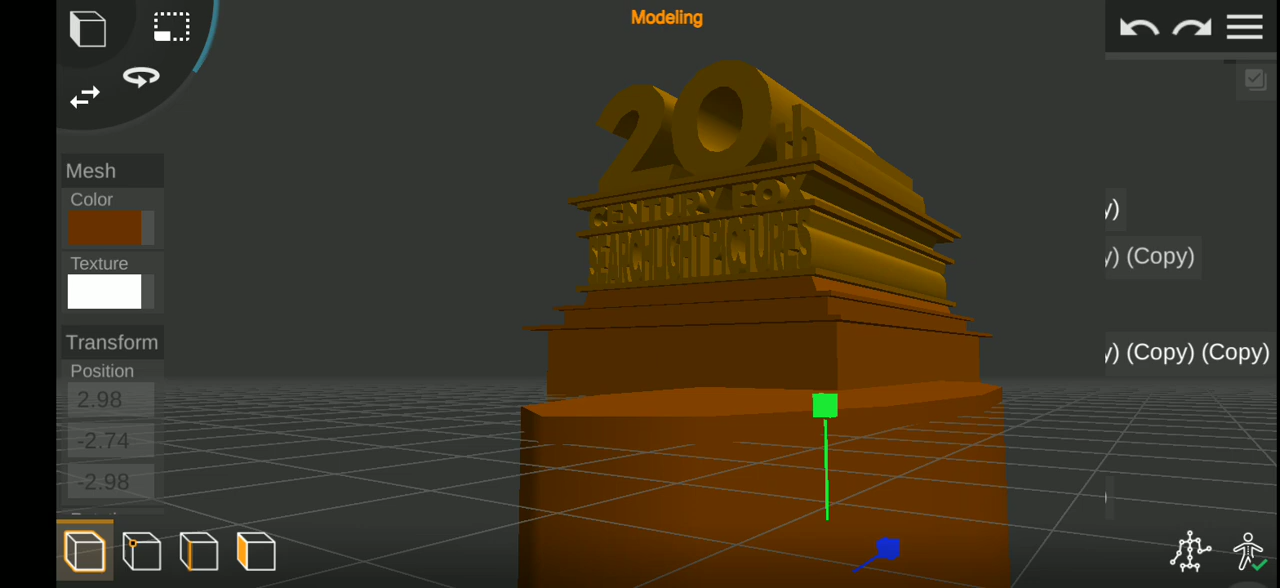 Modeling
Mesh
Color
Texture
Transform
Position
2.98
-2.74
-2.98
20th
CENTURY FOX
SEARCHLIGHT PICTURES
y)
y) (Copy)
y) (Copy) (Copy)